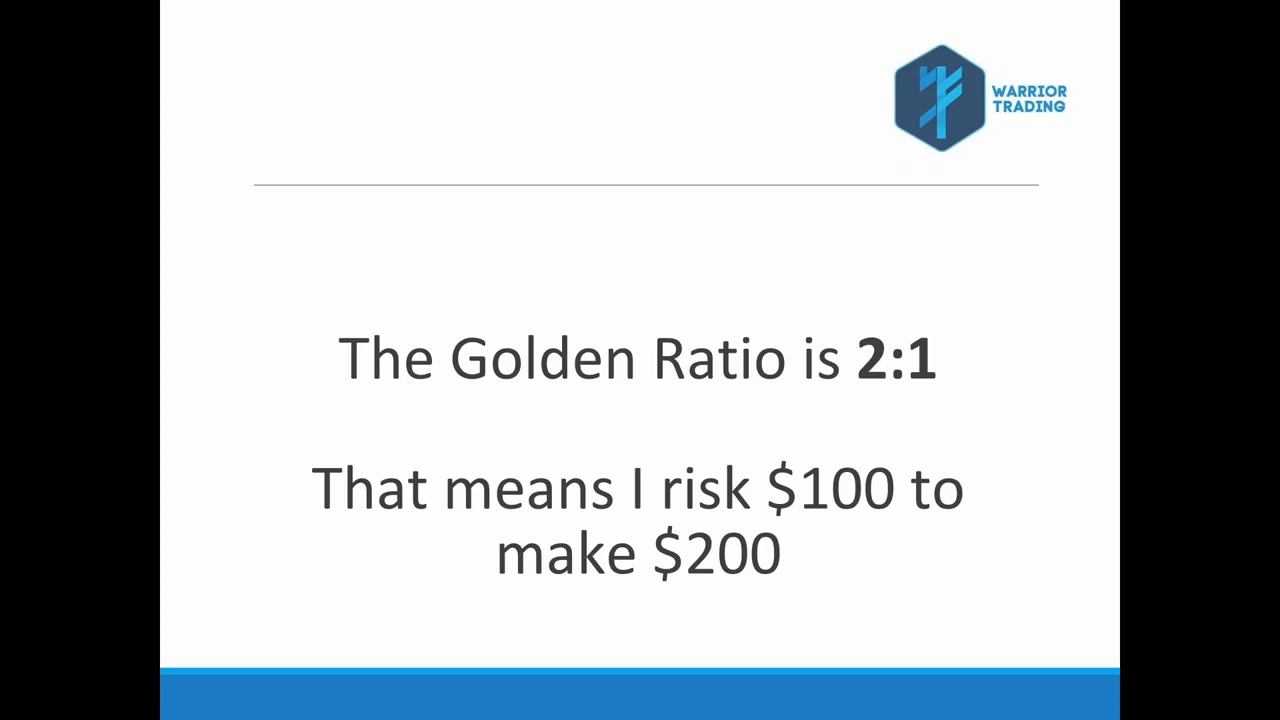 WARRIOR
TRADING
The Golden Ratio is 2:1
That means I risk $100 to
make $200